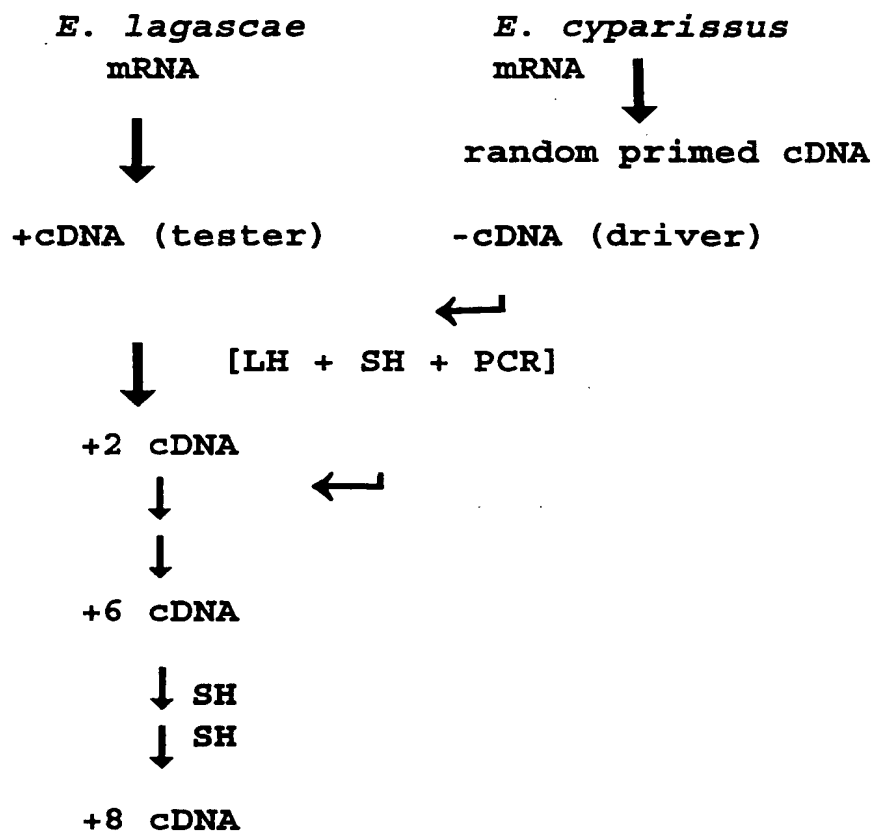 E. lagascae E. cyparissus
mRNA mRNA
random primed cDNA
+cDNA (tester) -cDNA (driver)
[LH + SH + PCR]
+2 cDNA
+6 cDNA
SH
SH
+8 cDNA